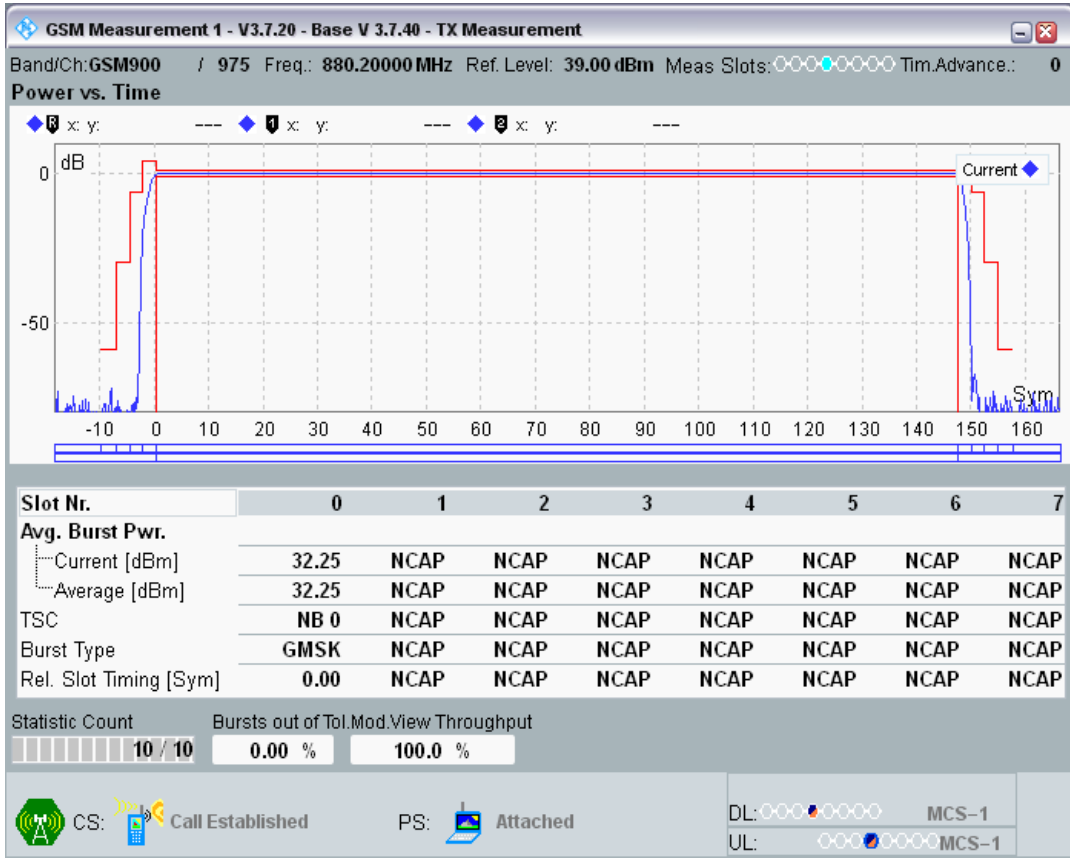 GSM Measurement 1 - V3.7.20 - Base V 3.7.40 - TX Measurement
Band/Ch:GSM900 / 975 Freq.: 880.20000 MHz Ref. Level: 39.00 dBm Meas Slots: Tim.Advance.: 0
Power vs. Time
R x: y: --- 1 x: y: --- 2 x: y: ---
dB
Current
0
-50
Sym
-10 0 10 20 30 40 50 60 70 80 90 100 110 120 130 140 150 160
Slot Nr. 0 1 2 3 4 5 6 7
Avg. Burst Pwr.
Current [dBm] 32.25 NCAP NCAP NCAP NCAP NCAP NCAP NCAP
Average [dBm] 32.25 NCAP NCAP NCAP NCAP NCAP NCAP NCAP
TSC NB 0 NCAP NCAP NCAP NCAP NCAP NCAP NCAP
Burst Type GMSK NCAP NCAP NCAP NCAP NCAP NCAP NCAP
Rel. Slot Timing [Sym] 0.00 NCAP NCAP NCAP NCAP NCAP NCAP NCAP
Statistic Count Bursts out of Tol.Mod.View Throughput
10 / 10 0.00 % 100.0 %
CS: Call Established PS: Attached
DL: MCS-1
UL: MCS-1